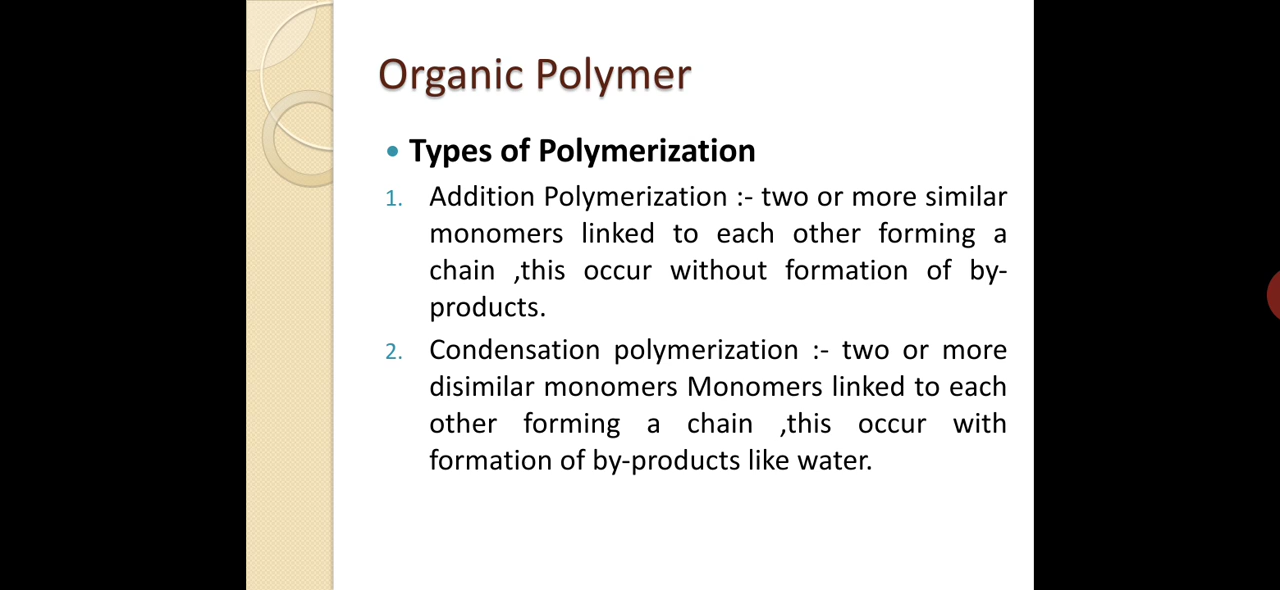 Organic Polymer
• Types of Polymerization
1. Addition Polymerization :- two or more similar
monomers linked to each other forming a
chain ,this occur without formation of by-
products.
2. Condensation polymerization :- two or more
disimilar monomers Monomers linked to each
other forming a chain ,this occur with
formation of by-products like water.